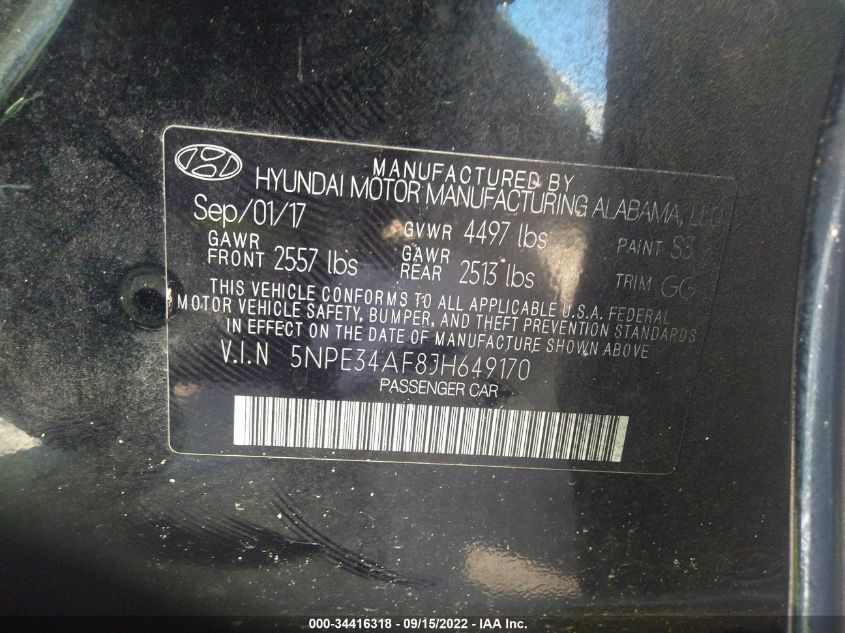 MANUFACTURED BY
HYUNDAI MOTOR MANUFACTURING ALABAMA, LLC
Sep/01/17 GVWR 4497 lbs PAINT S3
GAWR FRONT 2557 lbs GAWR REAR 2513 lbs TRIM GG
THIS VEHICLE CONFORMS TO ALL APPLICABLE U.S.A. FEDERAL
MOTOR VEHICLE SAFETY, BUMPER, AND THEFT PREVENTION STANDARDS
IN EFFECT ON THE DATE OF MANUFACTURE SHOWN ABOVE
V.I.N 5NPE34AF8JH649170
PASSENGER CAR
000-34416318 - 09/15/2022 - IAA Inc.